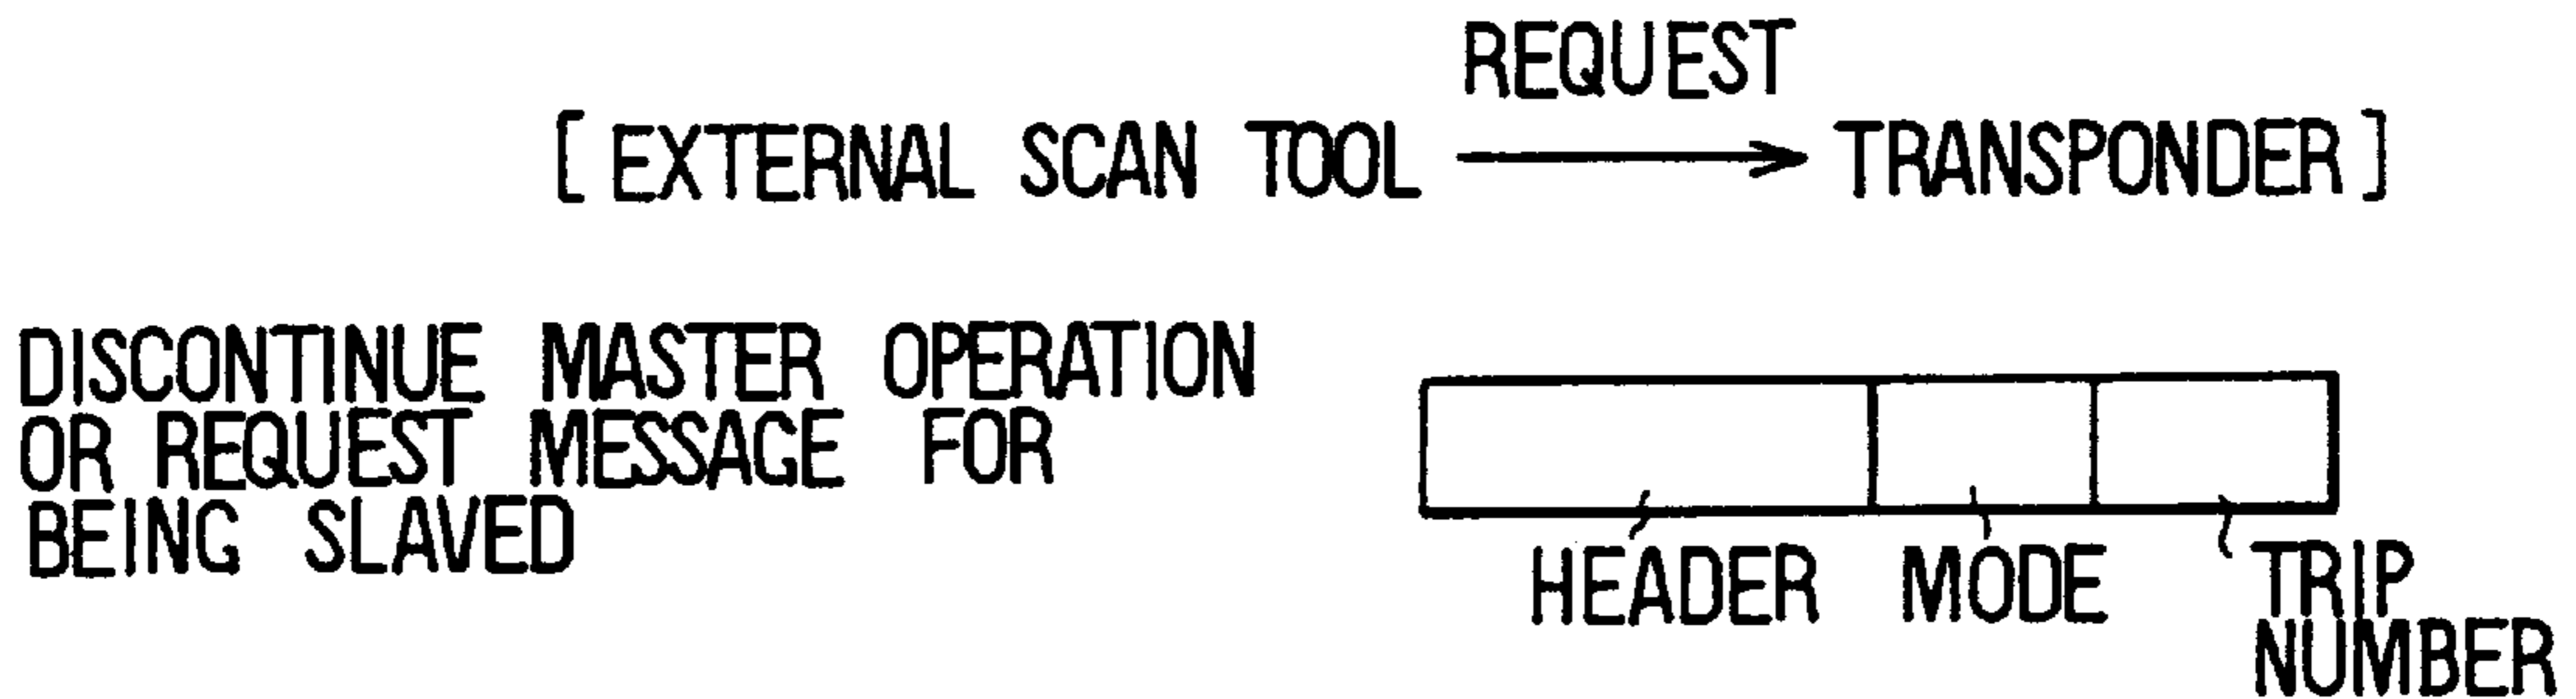 REQUEST
[ EXTERNAL SCAN TOOL → TRANSPONDER ]
DISCONTINUE MASTER OPERATION
OR REQUEST MESSAGE FOR
BEING SLAVED
HEADER MODE TRIP
NUMBER